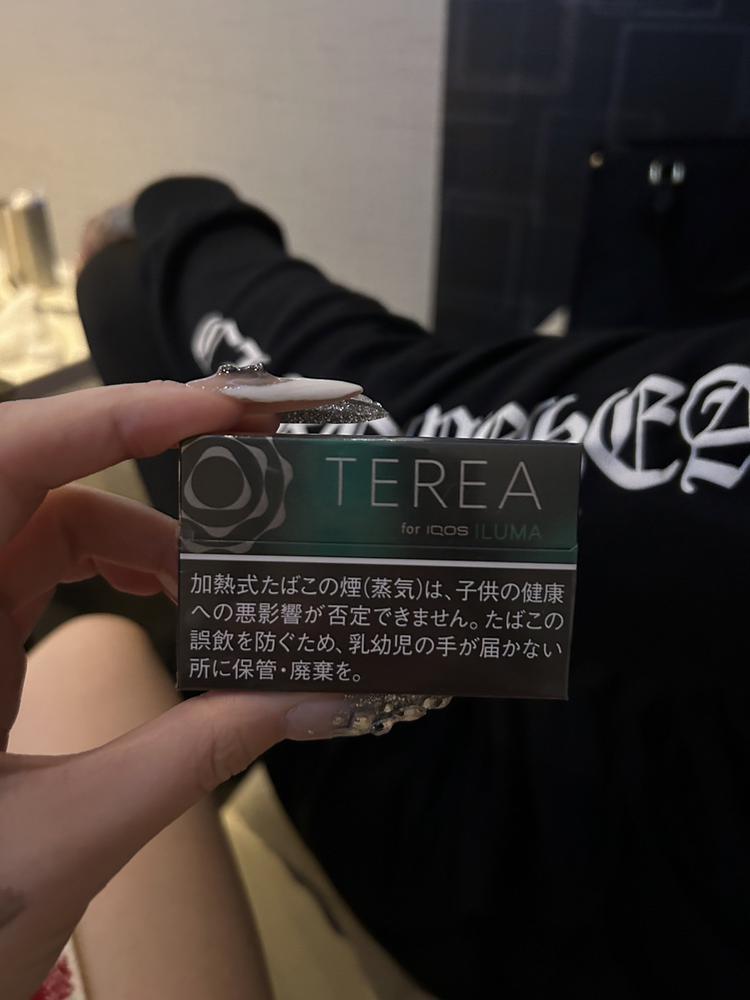 TEREA
for IQOS ILUMA
加熱式たばこの煙(蒸気)は、子供の健康
への悪影響が否定できません。たばこの
誤飲を防ぐため、乳幼児の手が届かない
所に保管・廃棄を。